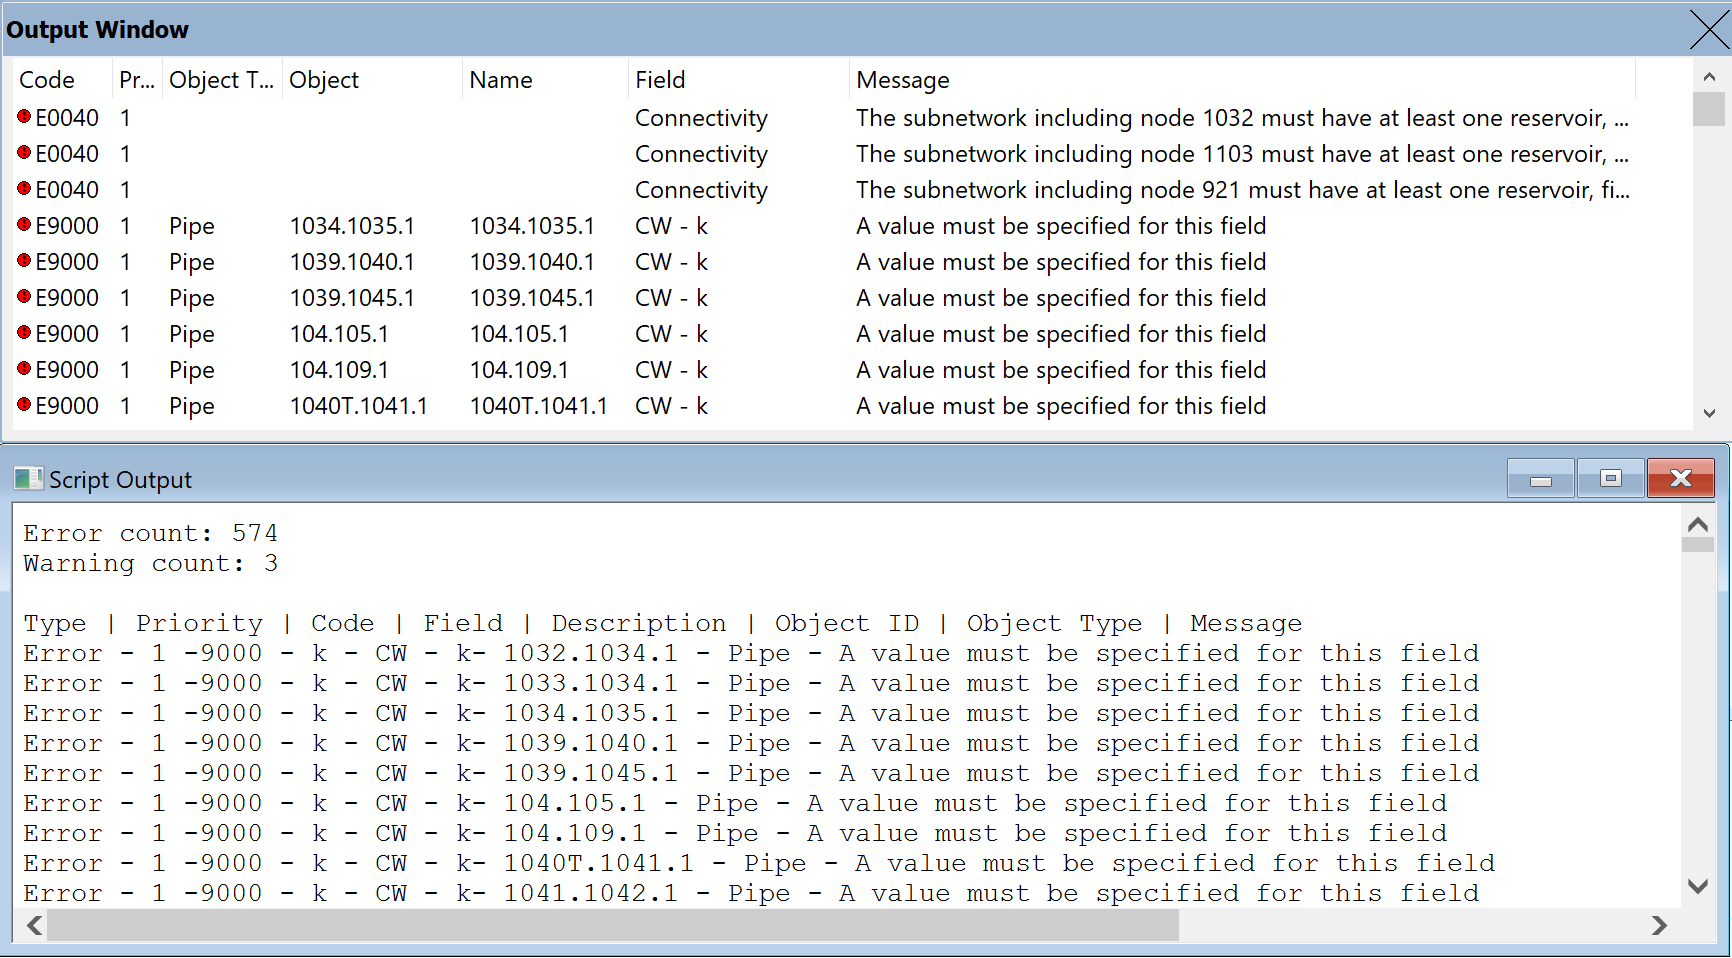 Output Window
Code Pr... Object T... Object Name Field Message
E0040 1 Connectivity The subnetwork including node 1032 must have at least one reservoir, ...
E0040 1 Connectivity The subnetwork including node 1103 must have at least one reservoir, ...
E0040 1 Connectivity The subnetwork including node 921 must have at least one reservoir, fi...
E9000 1 Pipe 1034.1035.1 1034.1035.1 CW - k A value must be specified for this field
E9000 1 Pipe 1039.1040.1 1039.1040.1 CW - k A value must be specified for this field
E9000 1 Pipe 1039.1045.1 1039.1045.1 CW - k A value must be specified for this field
E9000 1 Pipe 104.105.1 104.105.1 CW - k A value must be specified for this field
E9000 1 Pipe 104.109.1 104.109.1 CW - k A value must be specified for this field
E9000 1 Pipe 1040T.1041.1 1040T.1041.1 CW - k A value must be specified for this field
Script Output
Error count: 574
Warning count: 3
Type | Priority | Code | Field | Description | Object ID | Object Type | Message
Error - 1 -9000 - k - CW - k- 1032.1034.1 - Pipe - A value must be specified for this field
Error - 1 -9000 - k - CW - k- 1033.1034.1 - Pipe - A value must be specified for this field
Error - 1 -9000 - k - CW - k- 1034.1035.1 - Pipe - A value must be specified for this field
Error - 1 -9000 - k - CW - k- 1039.1040.1 - Pipe - A value must be specified for this field
Error - 1 -9000 - k - CW - k- 1039.1045.1 - Pipe - A value must be specified for this field
Error - 1 -9000 - k - CW - k- 104.105.1 - Pipe - A value must be specified for this field
Error - 1 -9000 - k - CW - k- 104.109.1 - Pipe - A value must be specified for this field
Error - 1 -9000 - k - CW - k- 1040T.1041.1 - Pipe - A value must be specified for this field
Error - 1 -9000 - k - CW - k- 1041.1042.1 - Pipe - A value must be specified for this field